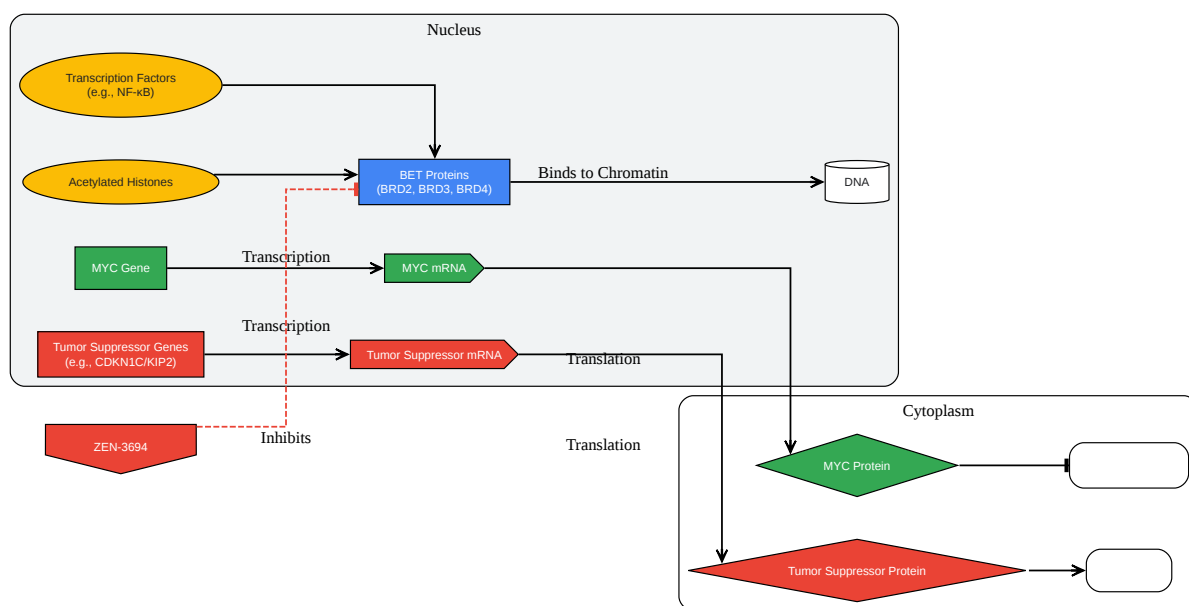 Nucleus
Transcription Factors
(e.g., NF-κB)
Acetylated Histones
BET Proteins
(BRD2, BRD3, BRD4)
Binds to Chromatin
DNA
MYC Gene
Transcription
MYC mRNA
Tumor Suppressor Genes
(e.g., CDKN1C/KIP2)
Transcription
Tumor Suppressor mRNA
Translation
Cytoplasm
ZEN-3694
Inhibits
Translation
MYC Protein
Tumor Suppressor Protein